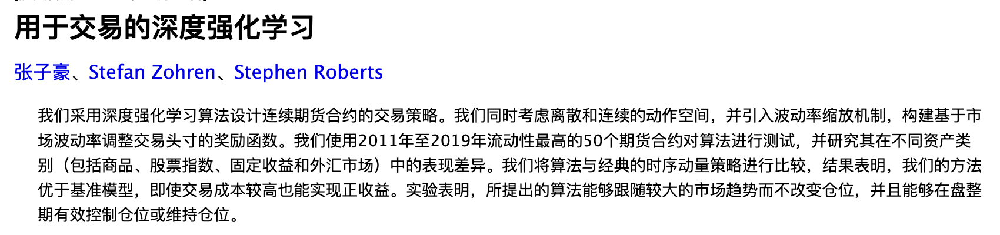 用于交易的深度强化学习
张子豪、Stefan Zohren、Stephen Roberts
我们采用深度强化学习算法设计连续期货合约的交易策略。我们同时考虑离散和连续的动作空间，并引入波动率缩放机制，构建基于市
场波动率调整交易头寸的奖励函数。我们使用2011年至2019年流动性最高的50个期货合约对算法进行测试，并研究其在不同资产类
别（包括商品、股票指数、固定收益和外汇市场）中的表现差异。我们将算法与经典的时序动量策略进行比较，结果表明，我们的方法
优于基准模型，即使交易成本较高也能实现正收益。实验表明，所提出的算法能够跟随较大的市场趋势而不改变仓位，并且能够在盘整
期有效控制仓位或维持仓位。